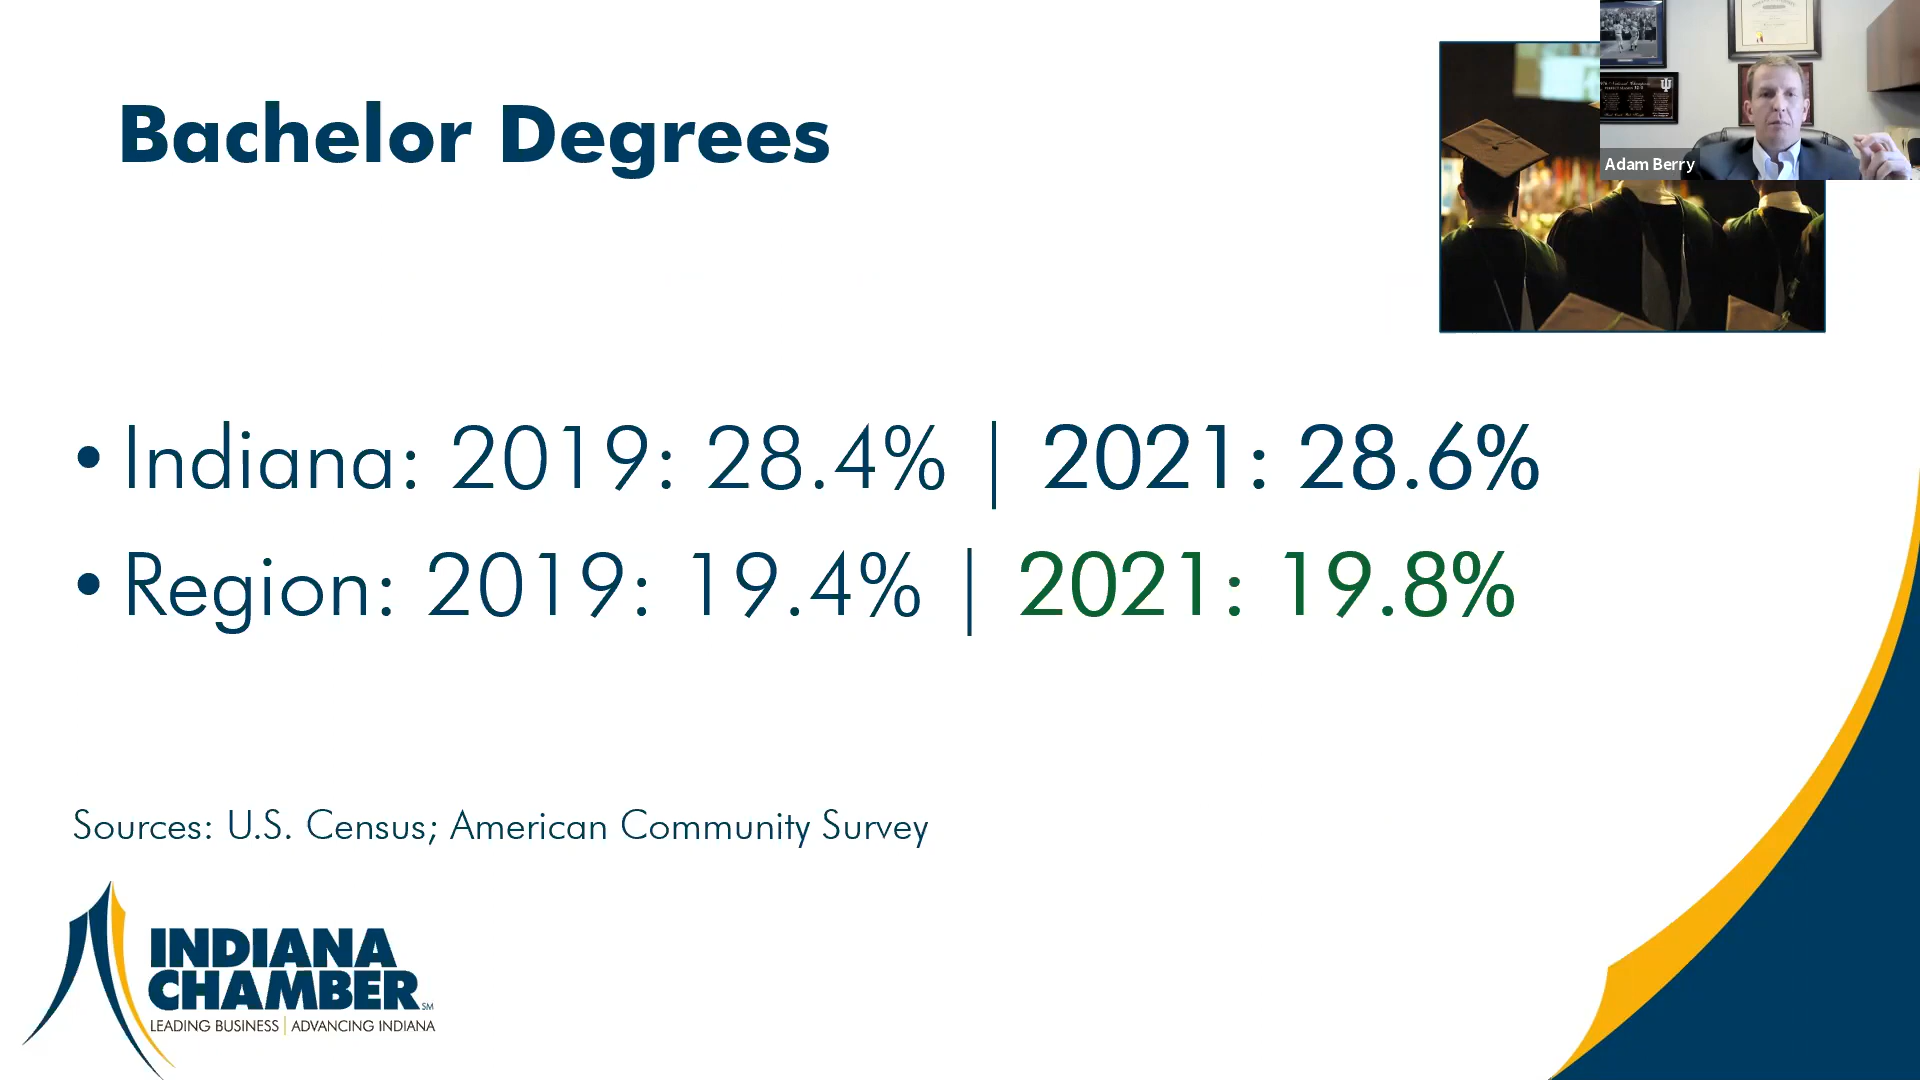 Bachelor Degrees
Adam Berry
• Indiana: 2019: 28.4% | 2021: 28.6%
• Region: 2019: 19.4% | 2021: 19.8%
Sources: U.S. Census; American Community Survey
INDIANA
CHAMBER SM
LEADING BUSINESS | ADVANCING INDIANA